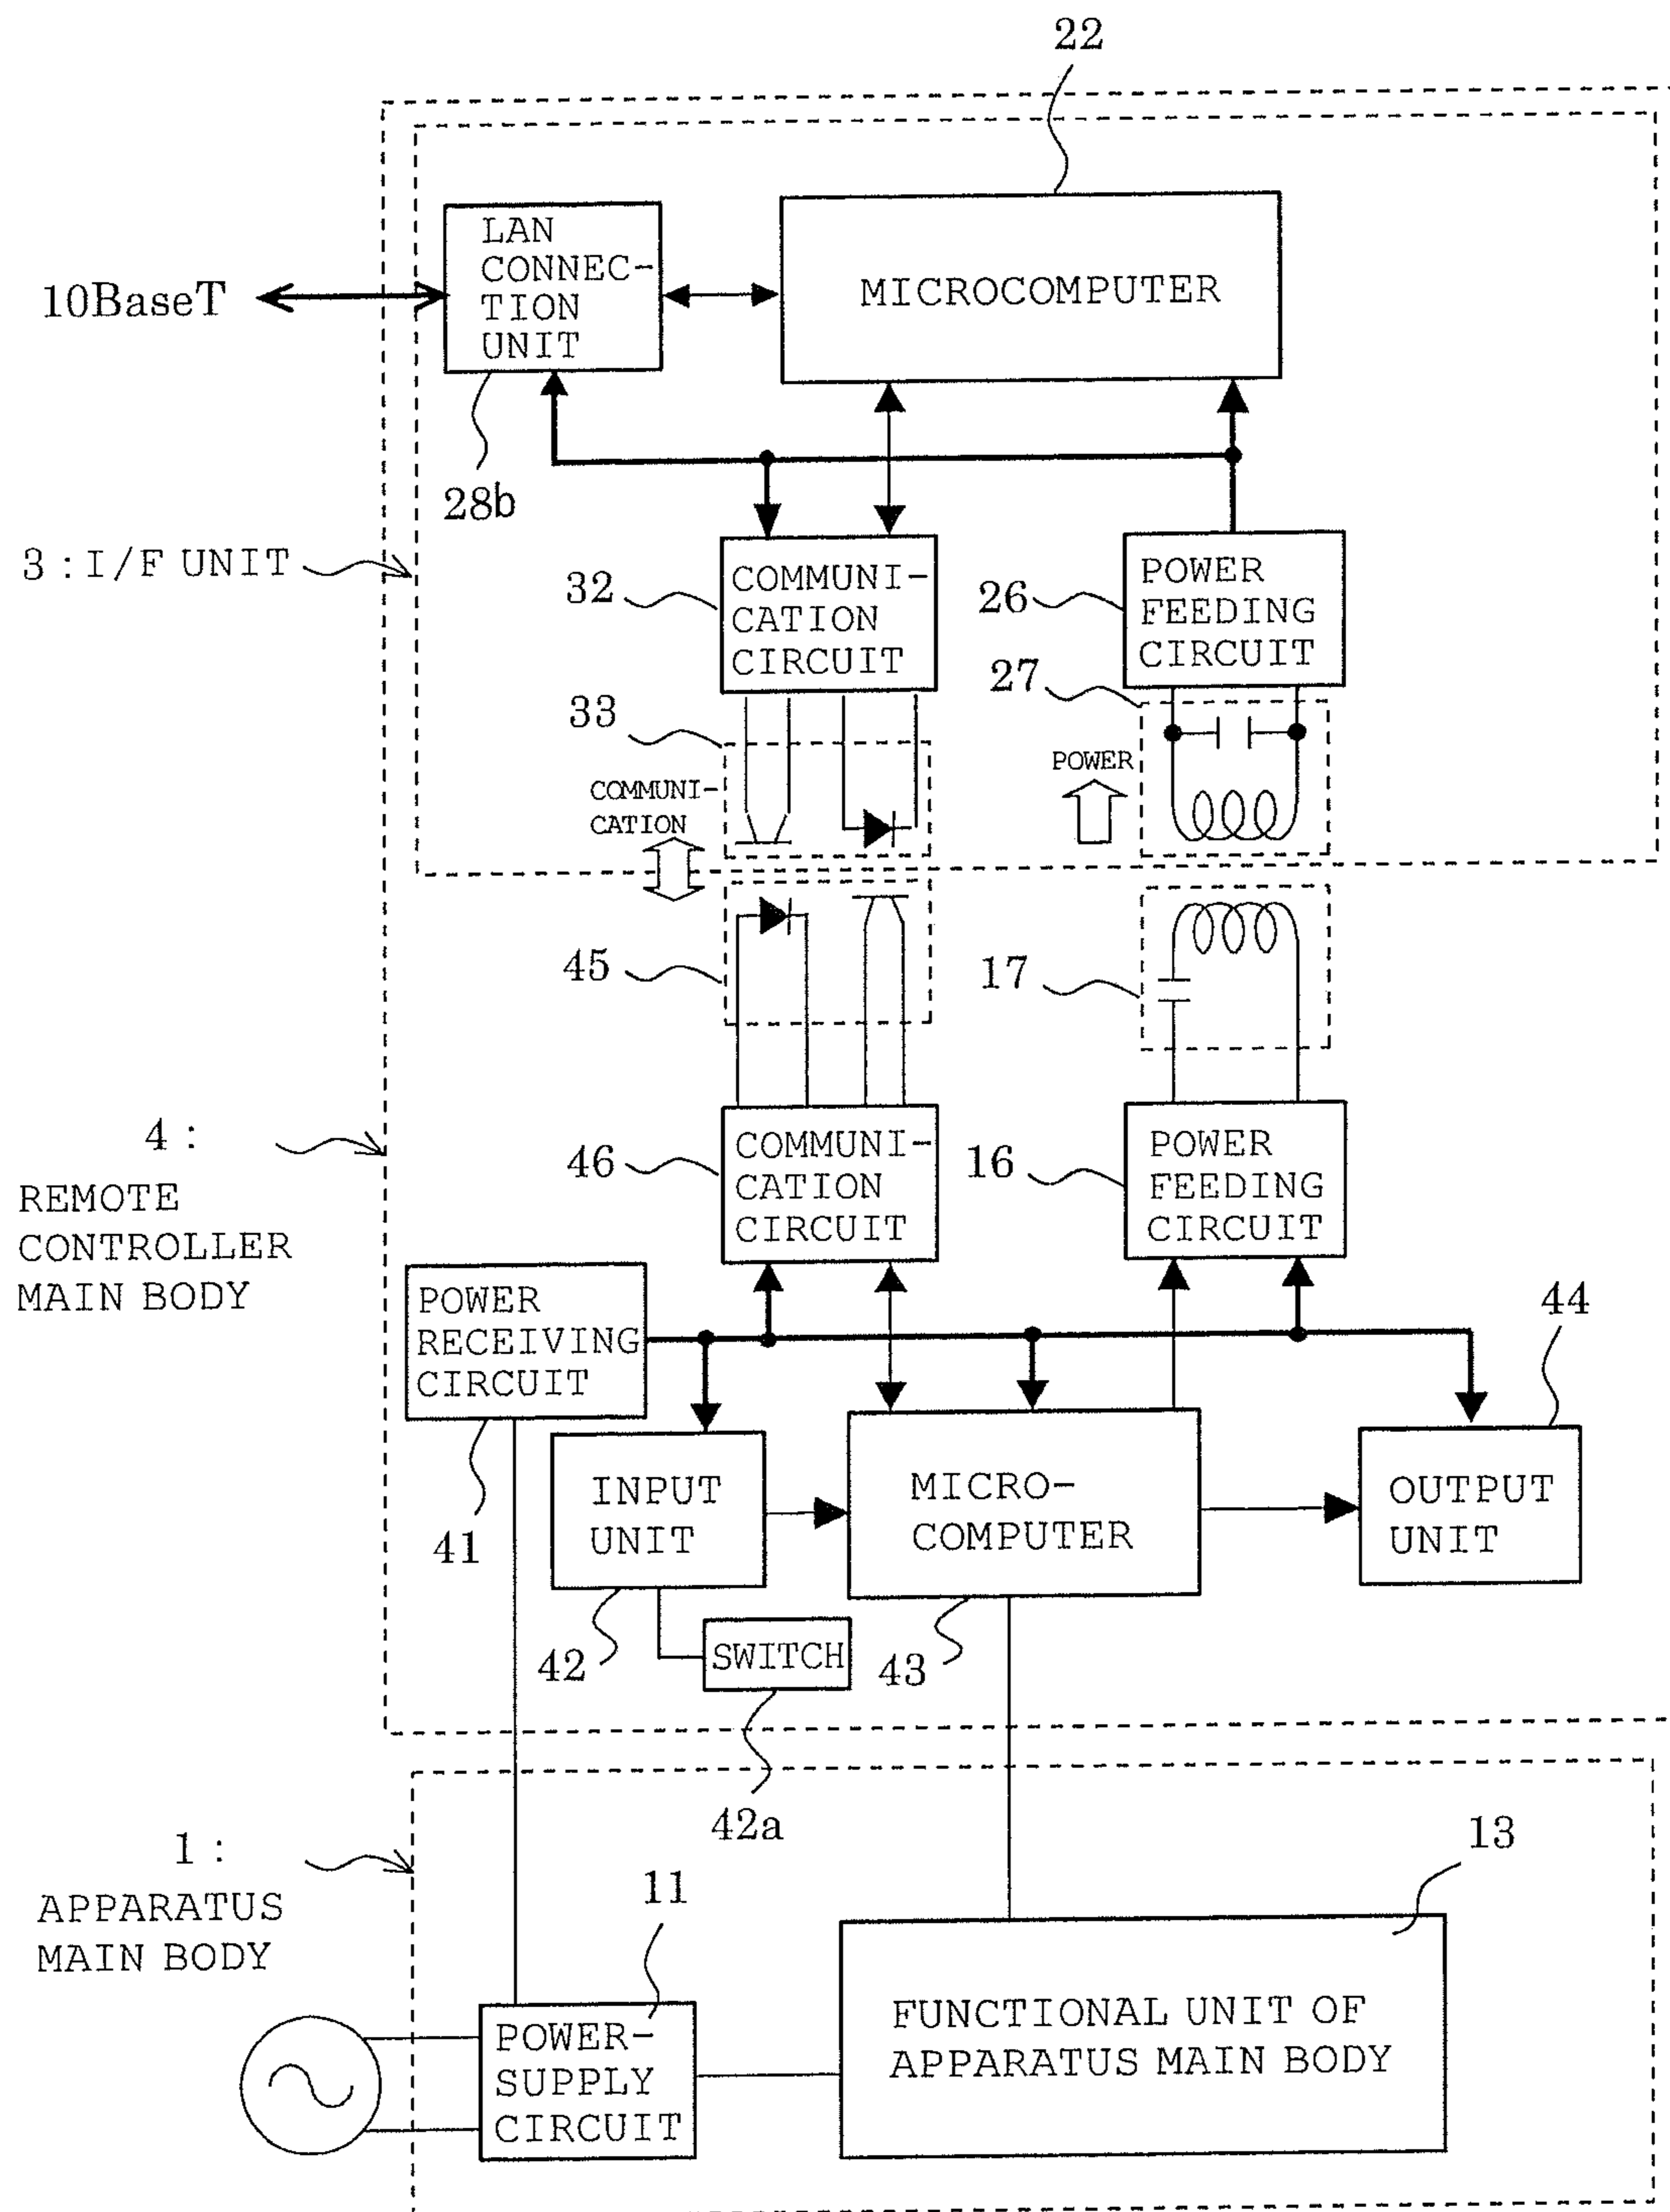 22
LAN
CONNEC-
TION
UNIT
MICROCOMPUTER
10BaseT
28b
3 : I/F UNIT
32
COMMUNI-
CATION
CIRCUIT
26
POWER
FEEDING
CIRCUIT
33
27
COMMUNI-
CATION
POWER
45
17
4 :
REMOTE
CONTROLLER
MAIN BODY
46
COMMUNI-
CATION
CIRCUIT
16
POWER
FEEDING
CIRCUIT
POWER
RECEIVING
CIRCUIT
44
41
INPUT
UNIT
MICRO-
COMPUTER
OUTPUT
UNIT
42
SWITCH
43
42a
1 :
APPARATUS
MAIN BODY
11
13
POWER-
SUPPLY
CIRCUIT
FUNCTIONAL UNIT OF
APPARATUS MAIN BODY